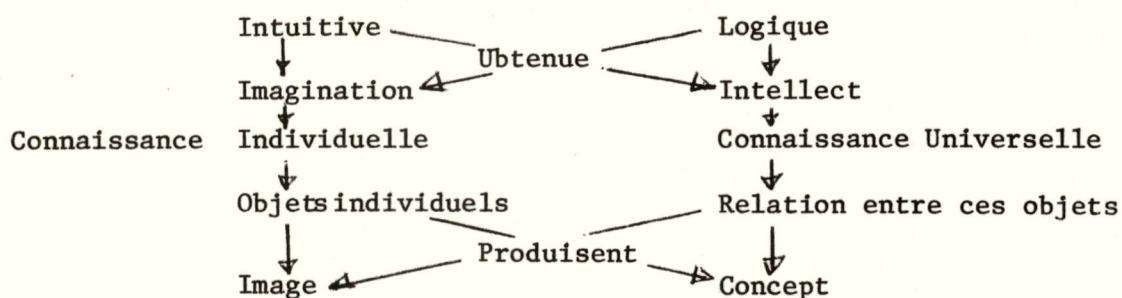 Intuitive Logique
Ubtenue
Imagination Intellect
Connaissance Individuelle Connaissance Universelle
Objets individuels Relation entre ces objets
Produisent
Image Concept